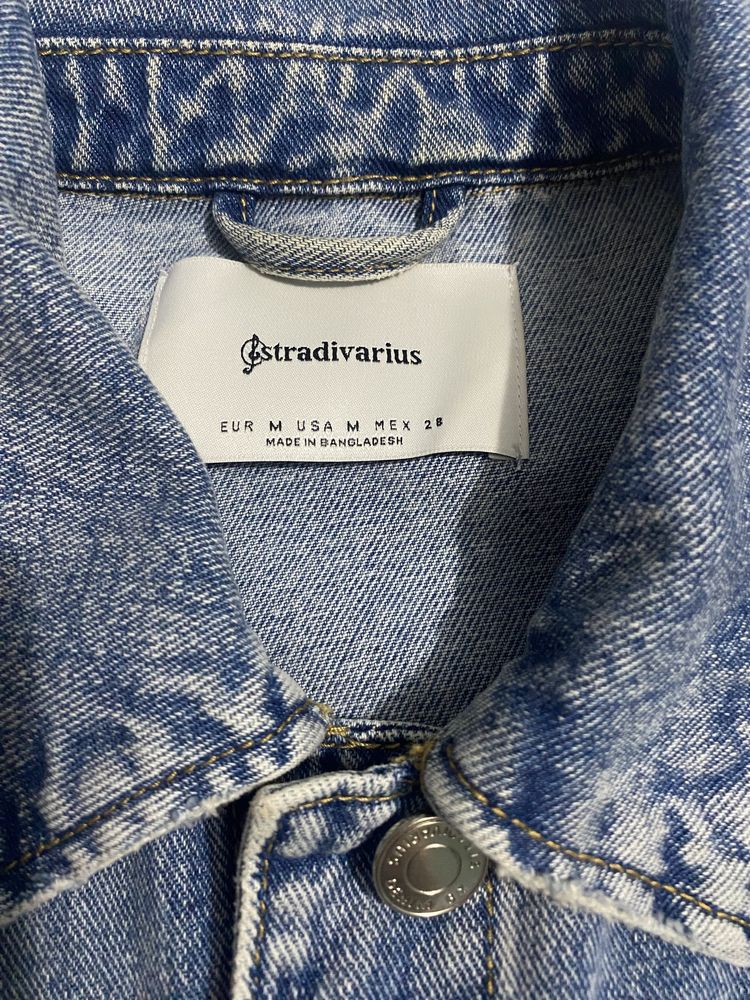 stradivarius
EUR M USA M MEX 28
MADE IN BANGLADESH